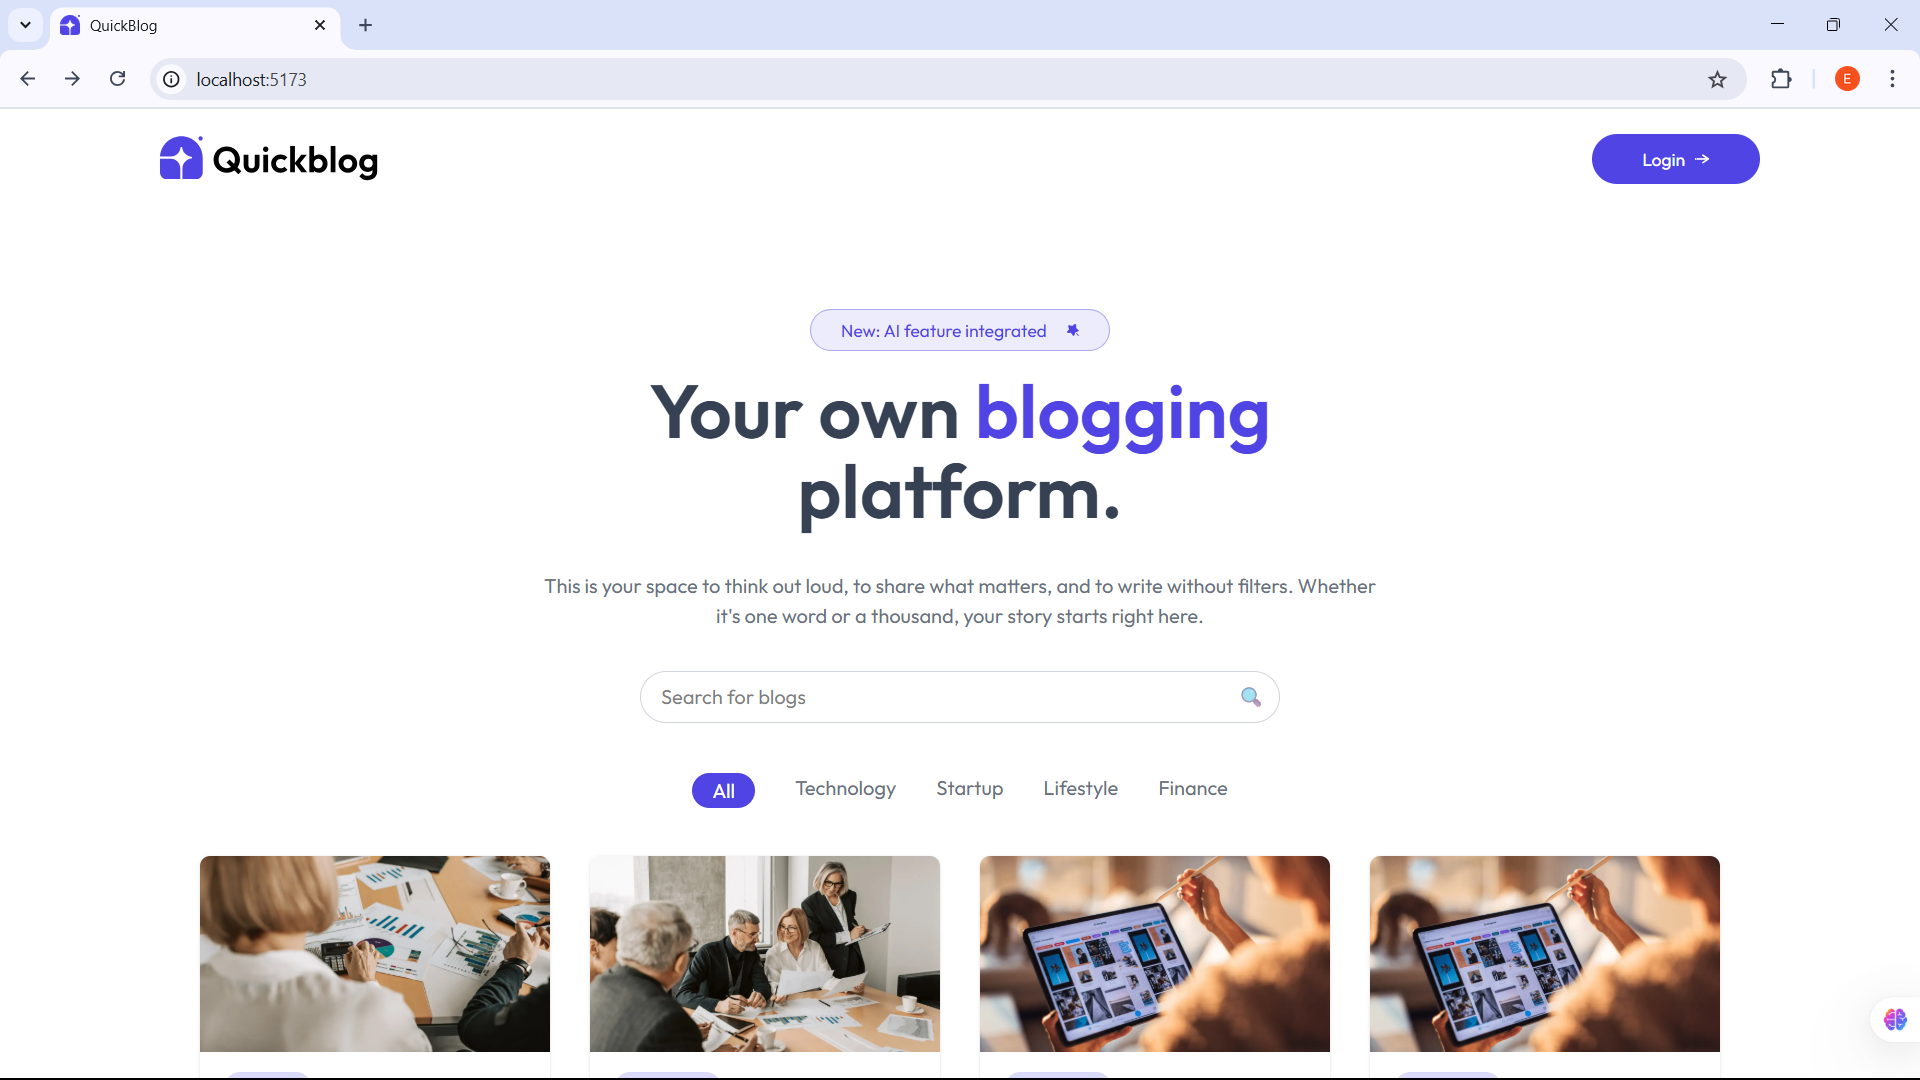 QuickBlog
localhost:5173
E
Quickblog
Login →
New: AI feature integrated
Your own blogging
platform.
This is your space to think out loud, to share what matters, and to write without filters. Whether
it's one word or a thousand, your story starts right here.
Search for blogs
All Technology Startup Lifestyle Finance